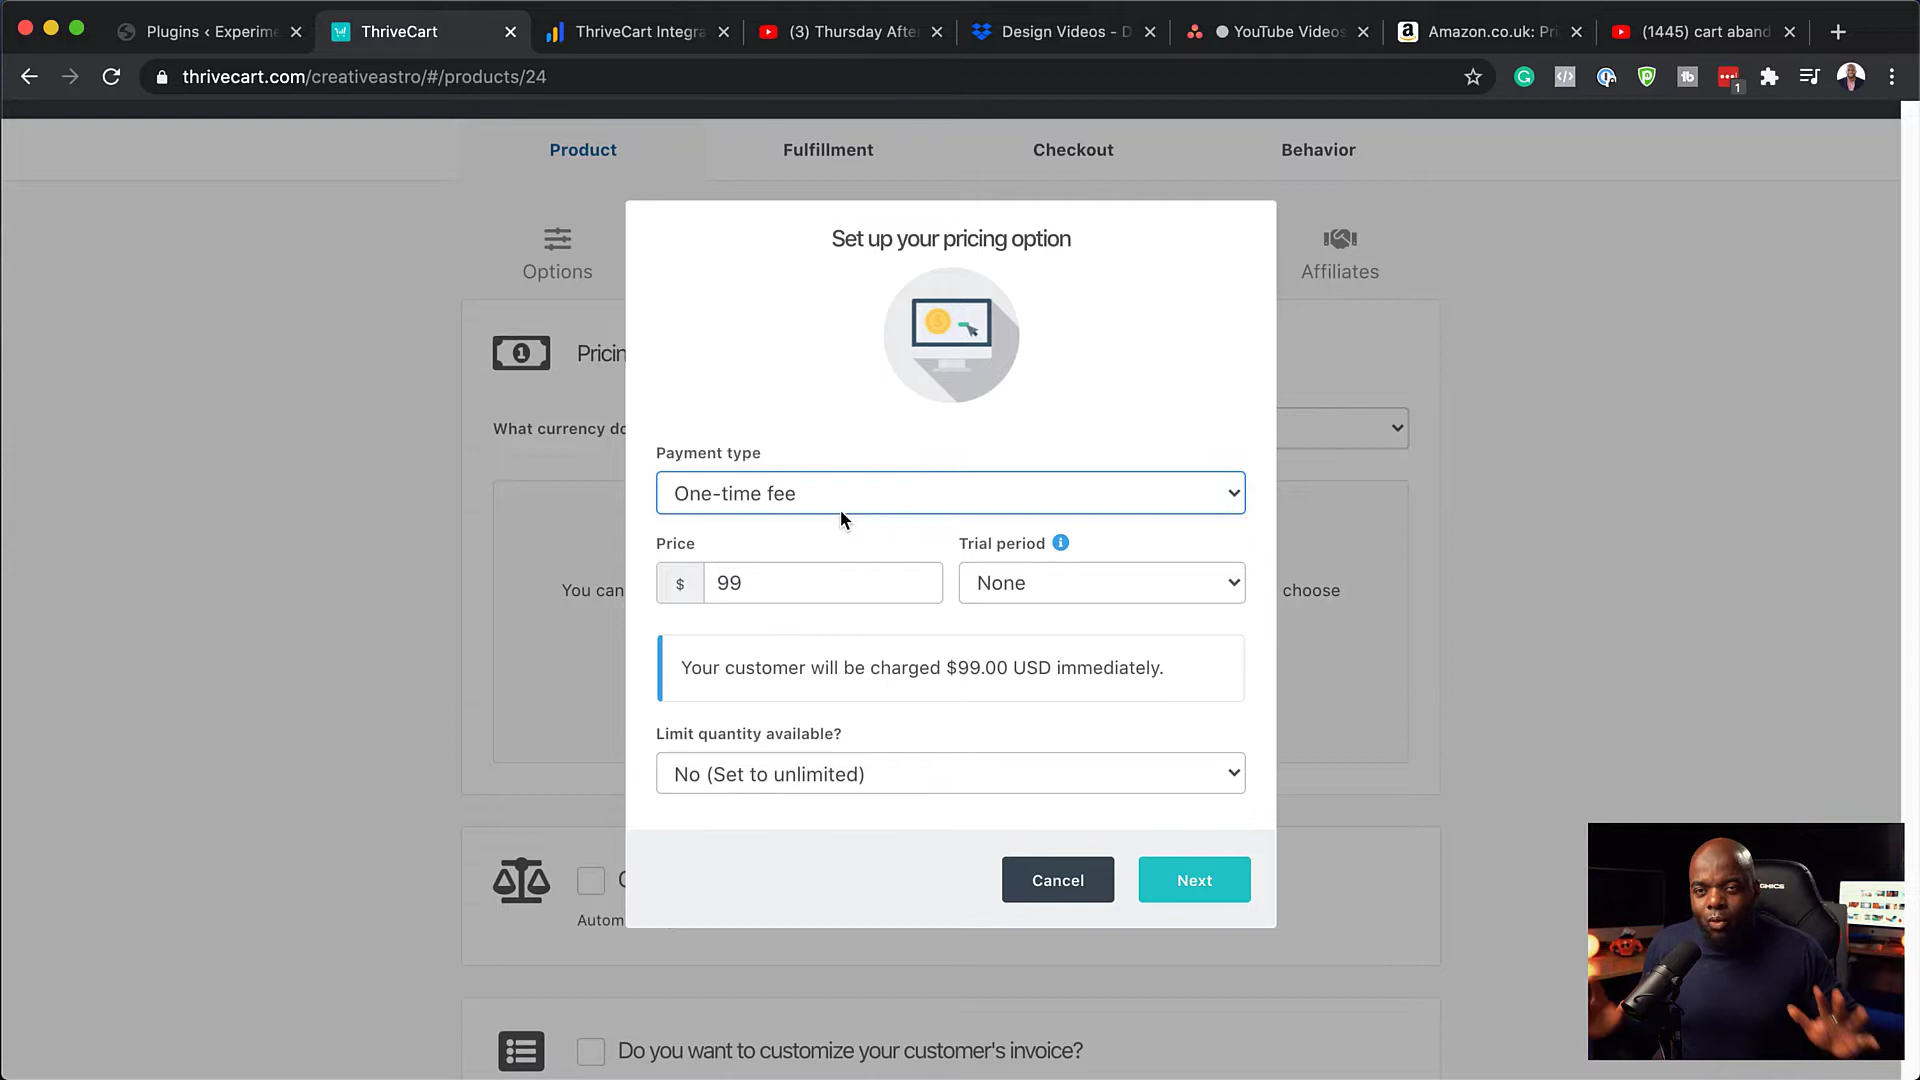 Plugins ‹ Experime
ThriveCart
ThriveCart Integra
(3) Thursday After
Design Videos - D
YouTube Videos
Amazon.co.uk: Pri
(1445) cart aband
thrivecart.com/creativeastro/#/products/24
1
Product
Fulfillment
Checkout
Behavior
Options
Affiliates
Set up your pricing option
Pricin
What currency do
Payment type
One-time fee
Price
Trial period
$
99
None
You can
choose
Your customer will be charged $99.00 USD immediately.
Limit quantity available?
No (Set to unlimited)
Cancel
Next
Autom
Do you want to customize your customer's invoice?